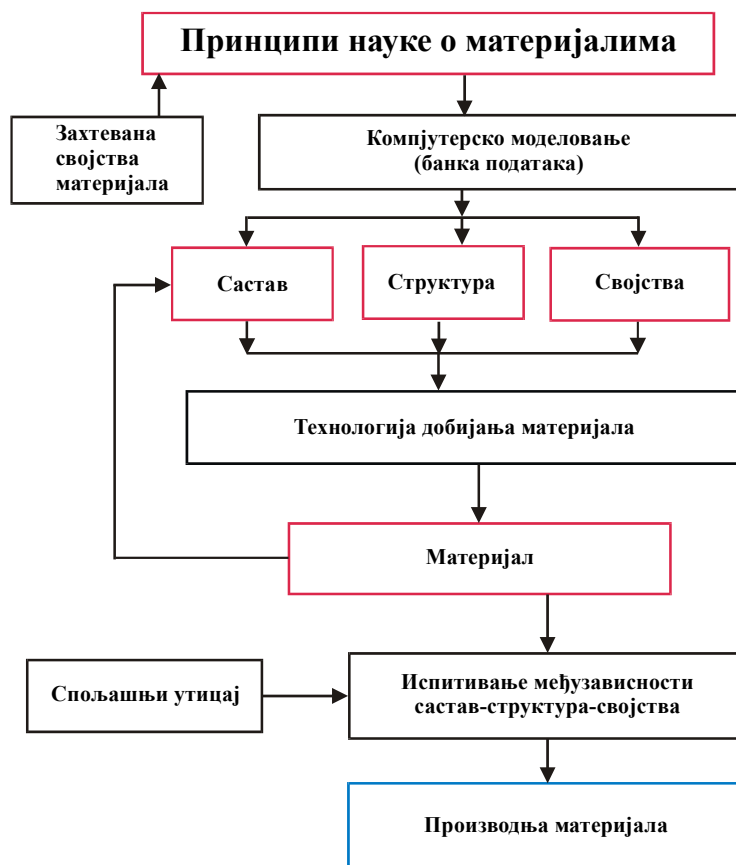 Принципи науке о материјалима
Захтевана
својства
материјала
Компјутерско моделовање
(банка података)
Састав
Структура
Својства
Технологија добијања материјала
Материјал
Спољашњи утицај
Испитивање међузависности
састав-структура-својства
Производња материјала